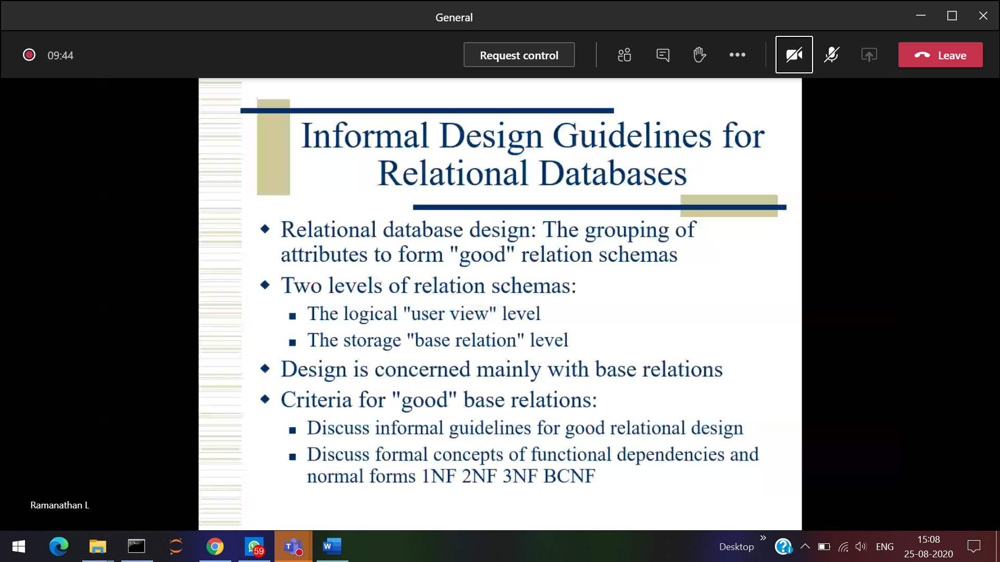 General
09:44
Request control
Leave
Informal Design Guidelines for
Relational Databases
Relational database design: The grouping of
attributes to form "good" relation schemas
Two levels of relation schemas:
The logical "user view" level
The storage "base relation" level
Design is concerned mainly with base relations
Criteria for "good" base relations:
Discuss informal guidelines for good relational design
Discuss formal concepts of functional dependencies and
normal forms 1NF 2NF 3NF BCNF
Ramanathan L
59
Desktop
ENG
15:08
25-08-2020